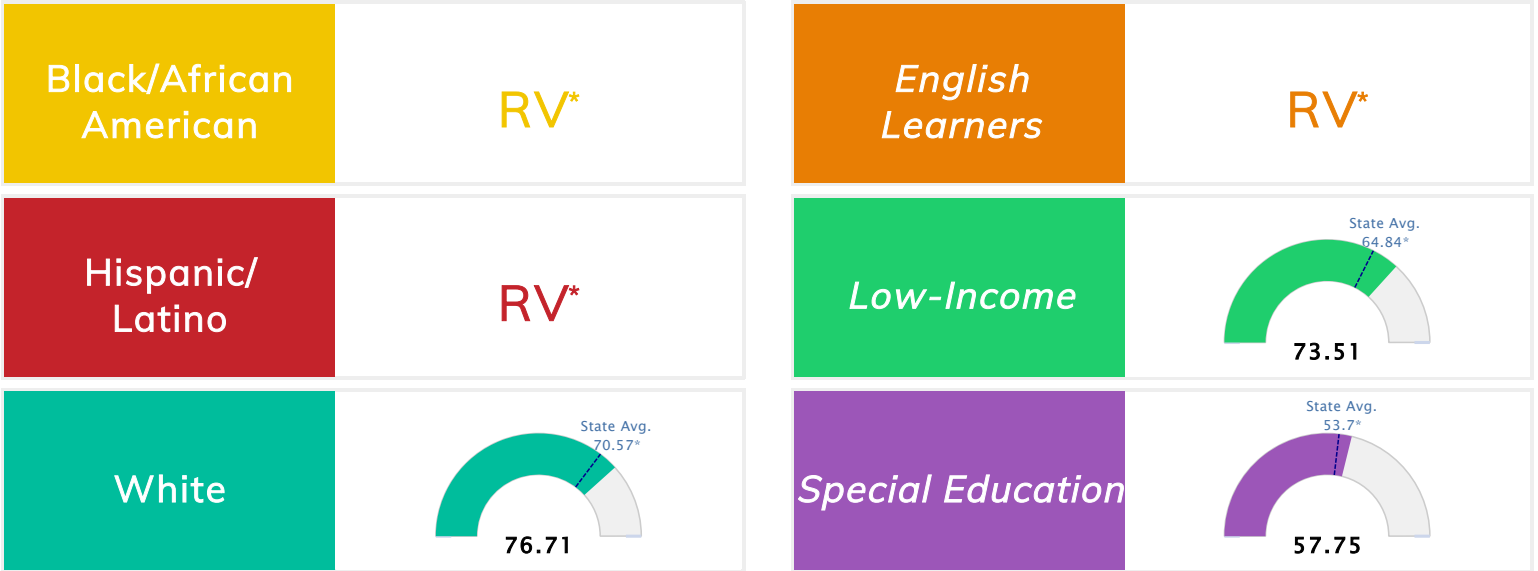 Black/African
American
RV*
English
Learners
RV*
Hispanic/
Latino
RV*
Low-Income
State Avg.
64.84*
73.51
White
State Avg.
70.57*
76.71
Special Education
State Avg.
53.7*
57.75